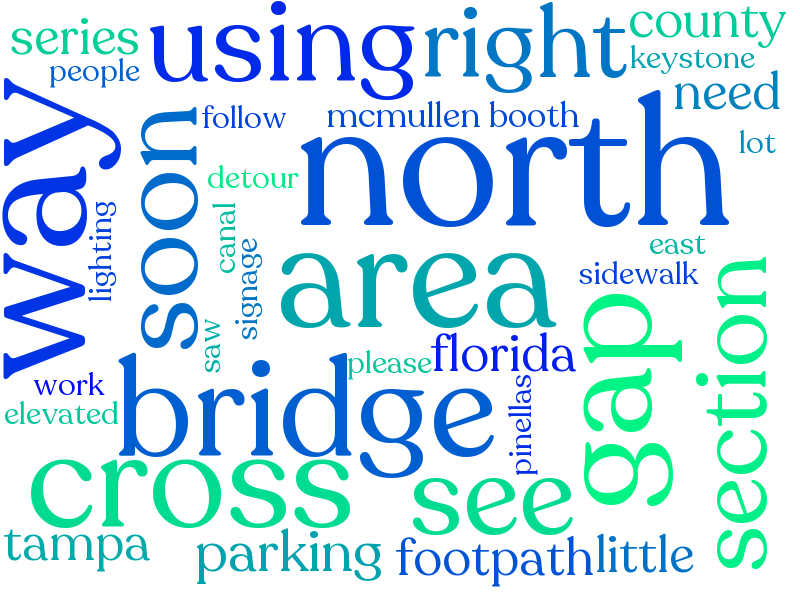 series
using
right
county
people
keystone
need
way
soon
follow
mcmullen booth
north
lot
detour
lighting
canal
signage
area
east
sidewalk
section
gap
saw
please
florida
work
bridge
pinellas
elevated
cross
see
tampa
parking
footpath
little